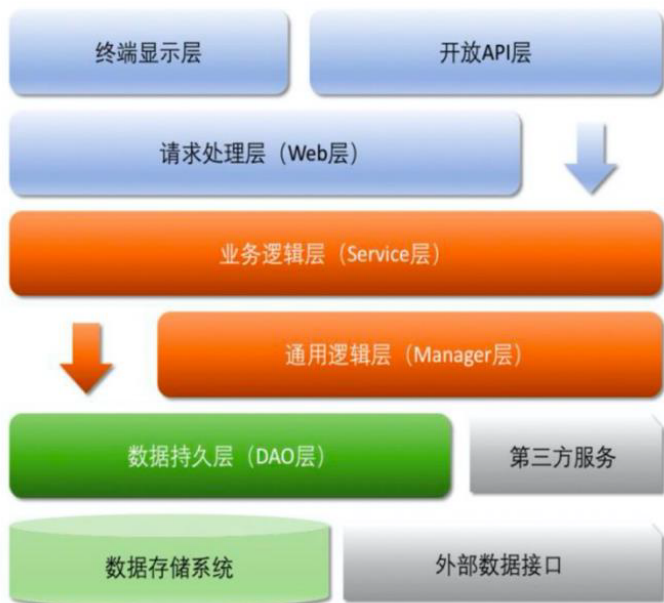 终端显示层
开放API层
请求处理层（Web层）
业务逻辑层（Service层）
通用逻辑层（Manager层）
数据持久层（DAO层）
第三方服务
数据存储系统
外部数据接口